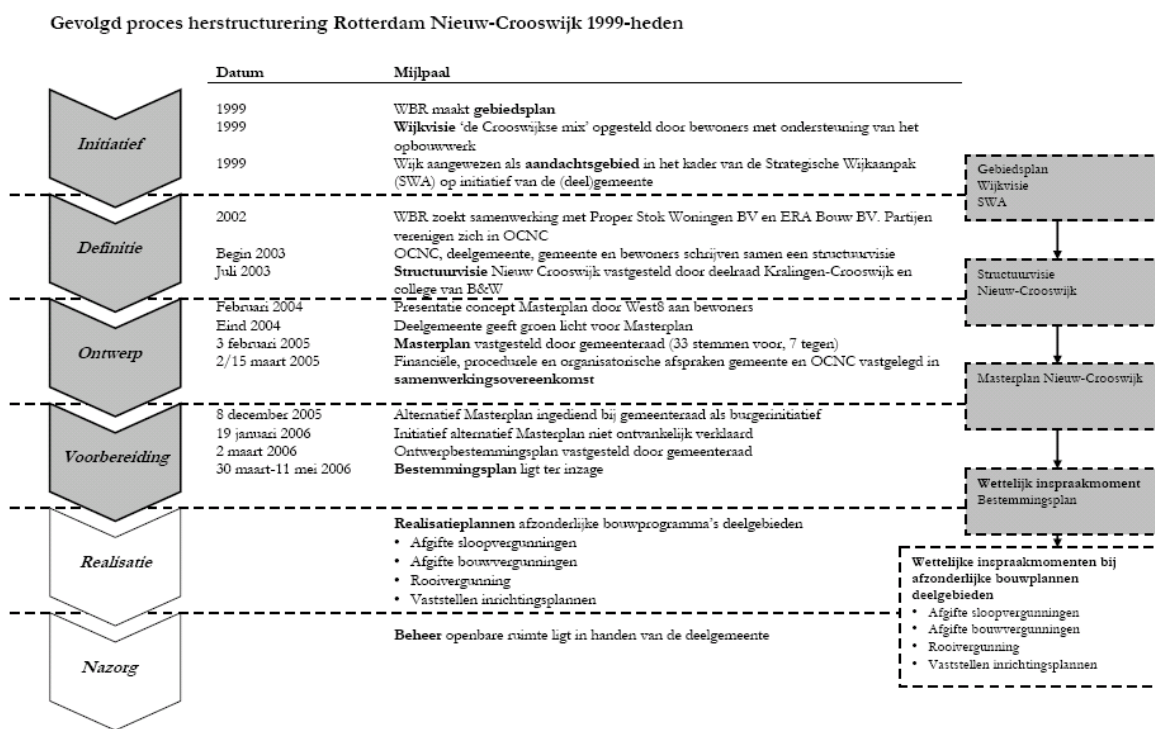 Gevolgd proces herstructurering Rotterdam Nieuw-Crooswijk 1999-heden
Datum Mijlpaal
Initiatief
1999 WBR maakt gebiedsplan
1999 Wijkvisie ‘de Crooswijkse mix’ opgesteld door bewoners met ondersteuning van het
opbouwwerk
1999 Wijk aangewezen als aandachtsgebied in het kader van de Strategische Wijkaanpak
(SWA) op initiatief van de (deel)gemeente
Definitie
2002 WBR zoekt samenwerking met Proper Stok Woningen BV en ERA Bouw BV. Partijen
verenigen zich in OCNC
Begin 2003 OCNC, deelgemeente, gemeente en bewoners schrijven samen een structuurvisie
Juli 2003 Structuurvisie Nieuw Crooswijk vastgesteld door deelraad Kralingen-Crooswijk en
college van B&W
Ontwerp
Februari 2004 Presentatie concept Masterplan door West8 aan bewoners
Eind 2004 Deelgemeente geeft groen licht voor Masterplan
3 februari 2005 Masterplan vastgesteld door gemeenteraad (33 stemmen voor, 7 tegen)
2/15 maart 2005 Financiële, procedurele en organisatorische afspraken gemeente en OCNC vastgelegd in
samenwerkingsovereenkomst
Voorbereiding
8 december 2005 Alternatief Masterplan ingediend bij gemeenteraad als burgerinitiatief
19 januari 2006 Initiatief alternatief Masterplan niet ontvankelijk verklaard
2 maart 2006 Ontwerpbestemmingsplan vastgesteld door gemeenteraad
30 maart-11 mei 2006 Bestemmingsplan ligt ter inzage
Realisatie
Realisatieplannen afzonderlijke bouwprogramma’s deelgebieden
• Afgifte sloopvergunningen
• Afgifte bouwvergunningen
• Rooivergunning
• Vaststellen inrichtingsplannen
Nazorg
Beheer openbare ruimte ligt in handen van de deelgemeente
Gebiedsplan
Wijkvisie
SWA
Structuurvisie
Nieuw-Crooswijk
Masterplan Nieuw-Crooswijk
Wettelijk inspraakmoment
Bestemmingsplan
Wettelijke inspraakmomenten bij
afzonderlijke bouwplannen
deelgebieden
• Afgifte sloopvergunningen
• Afgifte bouwvergunningen
• Rooivergunning
• Vaststellen inrichtingsplannen